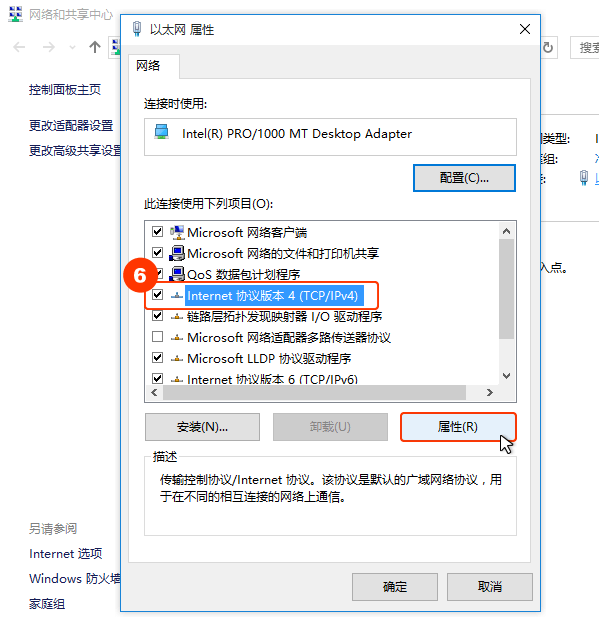 网络和共享中心
以太网 属性
搜索
控制面板主页
更改适配器设置
更改高级共享设置
网络
连接时使用:
Intel(R) PRO/1000 MT Desktop Adapter
配置(C)...
此连接使用下列项目(O):
Microsoft 网络客户端
Microsoft 网络的文件和打印机共享
QoS 数据包计划程序
6
Internet 协议版本 4 (TCP/IPv4)
链路层拓扑发现映射器 I/O 驱动程序
Microsoft 网络适配器多路传送器协议
Microsoft LLDP 协议驱动程序
Internet 协议版本 6 (TCP/IPv6)
安装(N)...
卸载(U)
属性(R)
描述
传输控制协议/Internet 协议。该协议是默认的广域网络协议，用
于在不同的相互连接的网络上通信。
确定
取消
类型:
组:
入点。
另请参阅
Internet 选项
Windows 防火墙
家庭组